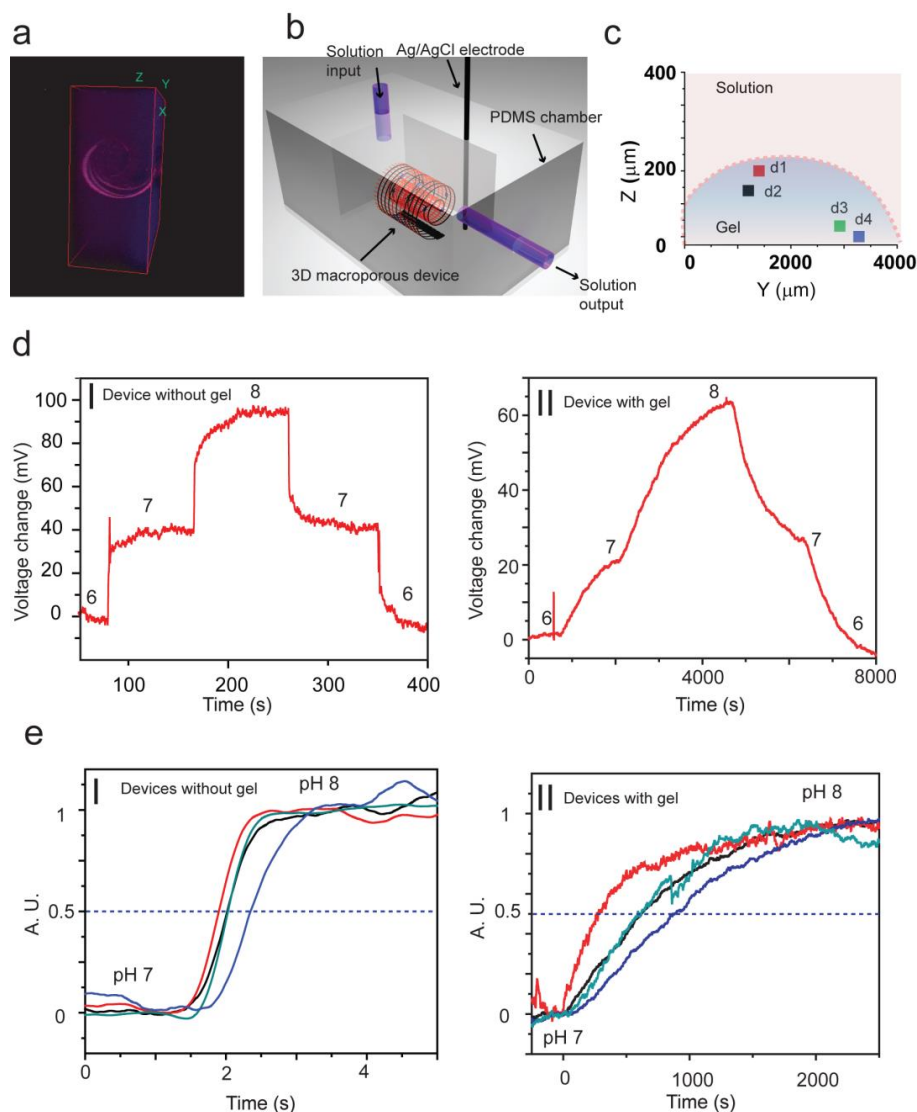 a
Z
Y
X
b
Solution
input
Ag/AgCl electrode
PDMS chamber
3D macroporous device
Solution
output
c
400
200
0
Z (μm)
Solution
d1
d2
d3
d4
Gel
0
2000
4000
Y (μm)
d
I Device without gel
100
80
60
40
20
0
Voltage change (mV)
6
7
8
7
6
100
200
300
400
Time (s)
II Device with gel
60
40
20
0
Voltage change (mV)
6
7
8
7
6
0
4000
8000
Time (s)
e
I Devices without gel
pH 8
pH 7
1
0.5
0
A. U.
0
2
4
Time (s)
II Devices with gel
pH 8
pH 7
1
0.5
0
A. U.
0
1000
2000
Time (s)